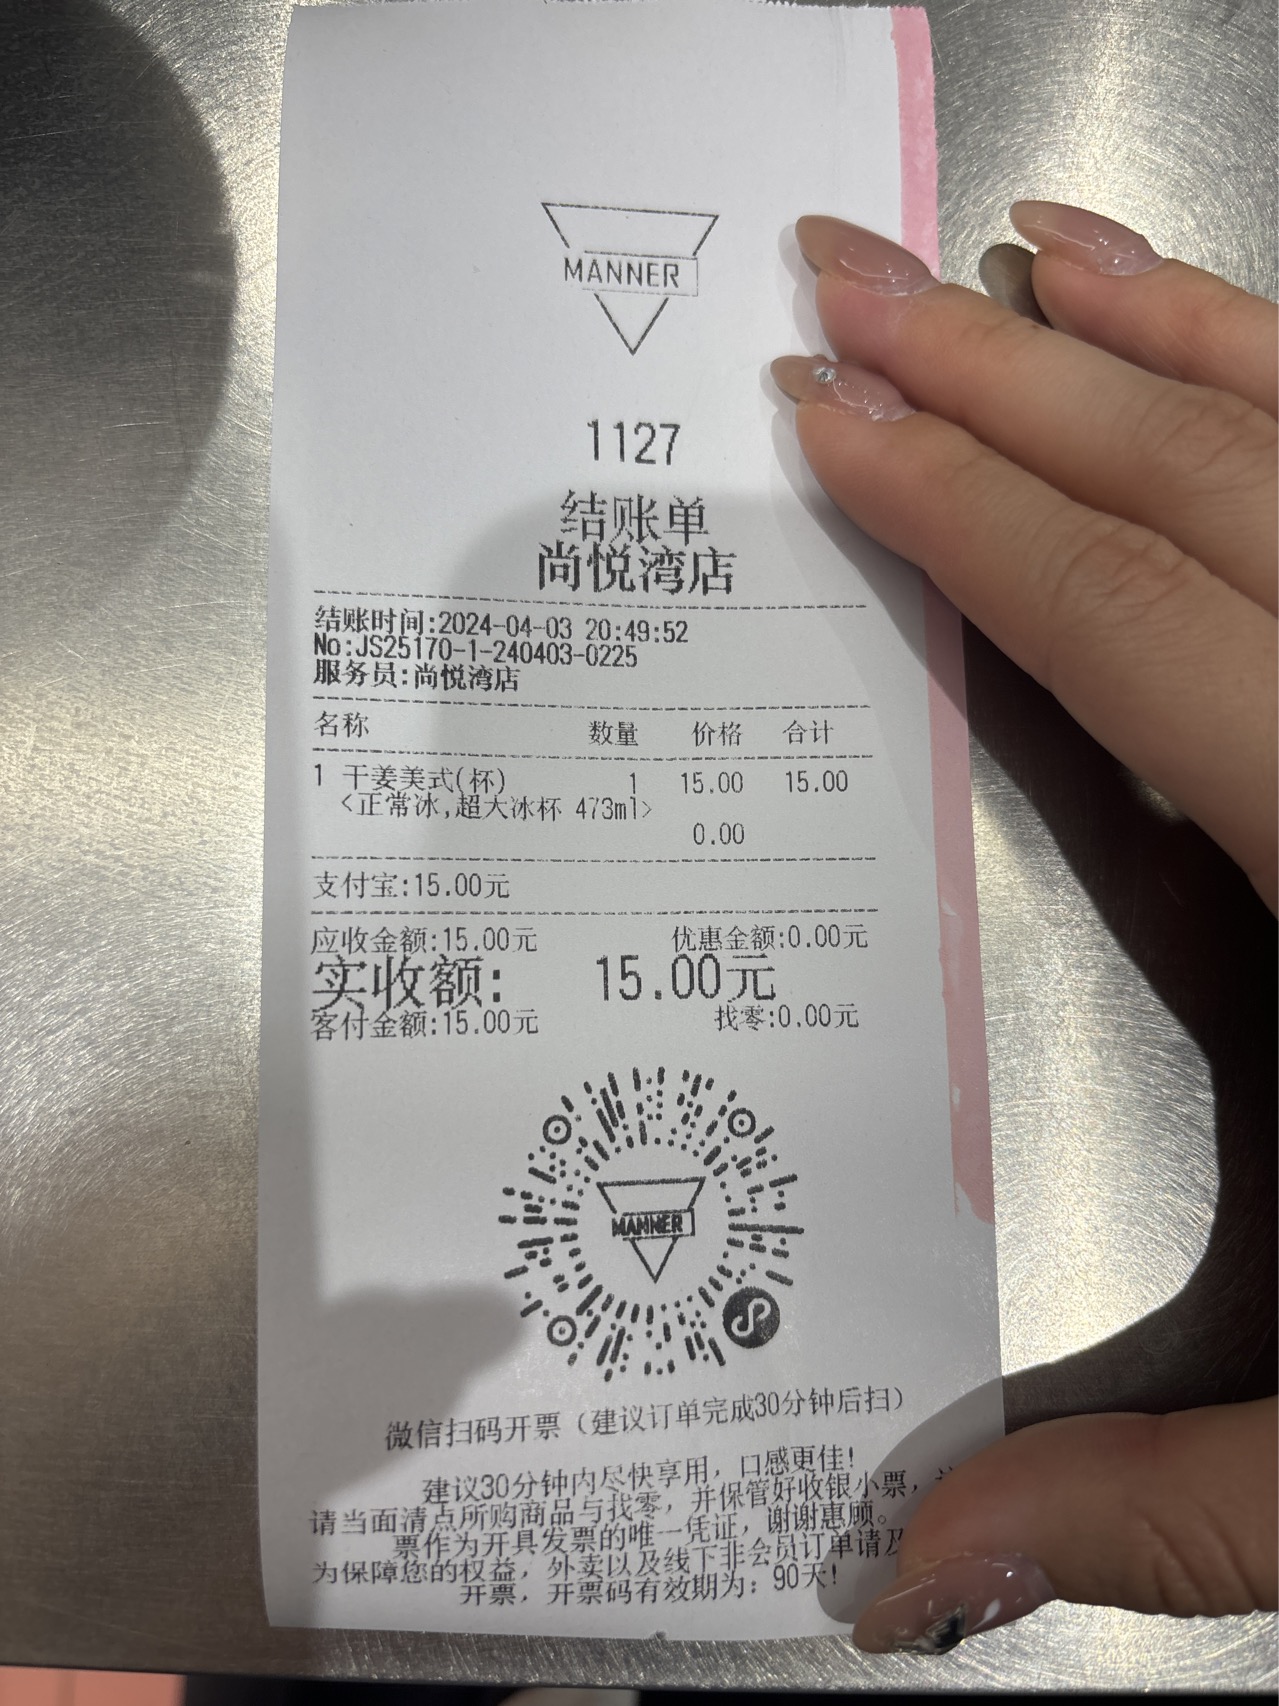 MANNER
1127
结账单
尚悦湾店
结账时间:2024-04-03 20:49:52
No:JS25170-1-240403-0225
服务员:尚悦湾店
名称 数量 价格 合计
1 干姜美式(杯) 1 15.00 15.00
<正常冰,超大冰杯 473ml>
0.00
支付宝:15.00元
应收金额:15.00元 优惠金额:0.00元
实收额: 15.00元
客付金额:15.00元 找零:0.00元
MANNER
微信扫码开票（建议订单完成30分钟后扫）
建议30分钟内尽快享用，口感更佳!
请当面清点所购商品与找零，并保管好收银小票，
票作为开具发票的唯一凭证，谢谢惠顾。
为保障您的权益，外卖以及线下非会员订单请及
开票，开票码有效期为：90天!